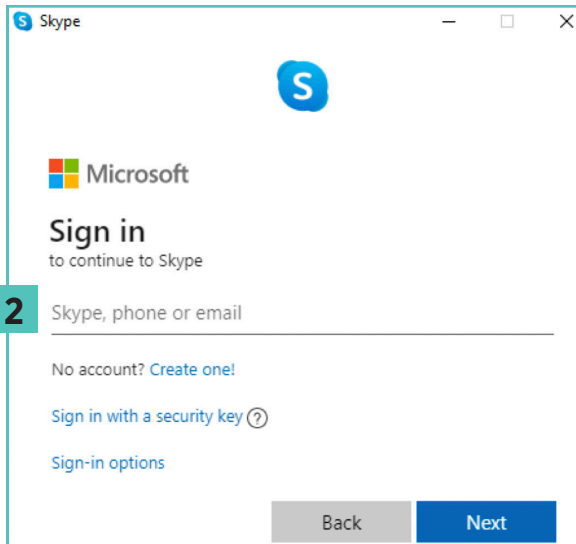 Skype
S
Microsoft
Sign in
to continue to Skype
2
Skype, phone or email
No account? Create one!
Sign in with a security key ?
Sign-in options
Back Next